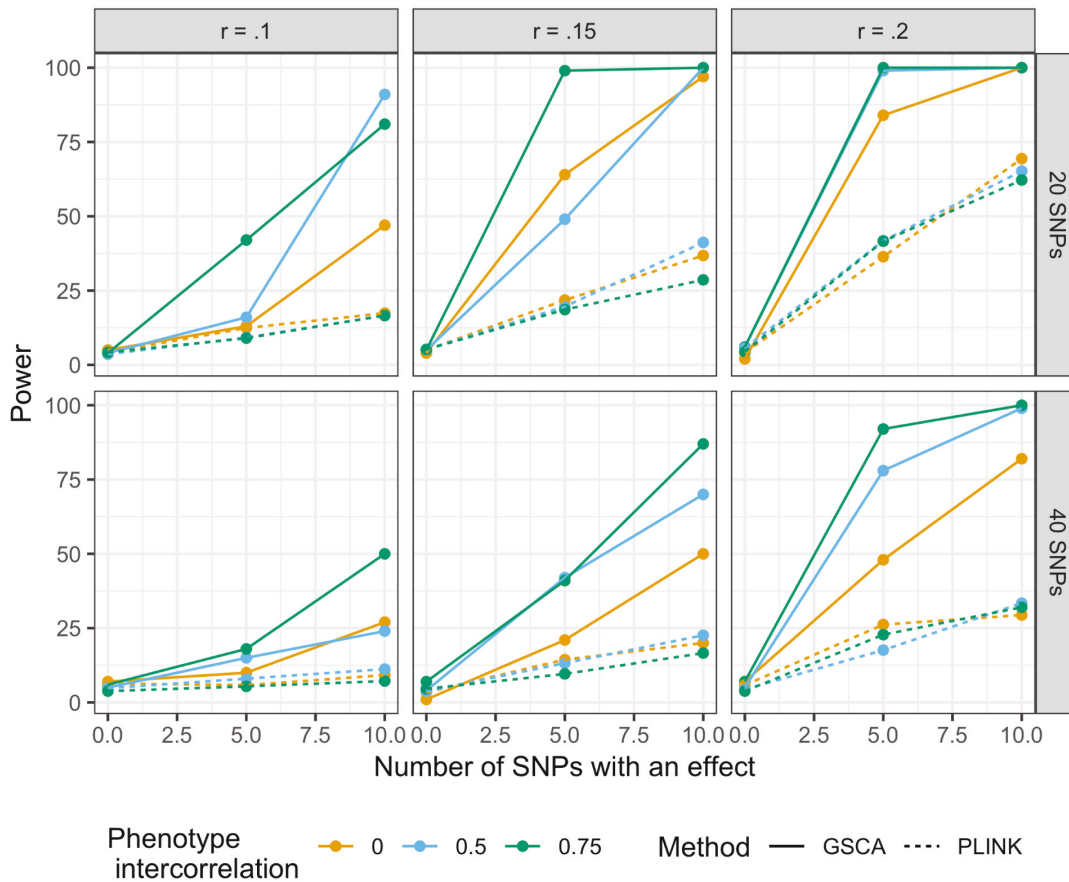 r = .1
r = .15
r = .2
100
75
50
25
0
20 SNPs
100
75
50
25
0
40 SNPs
Power
0.0 2.5 5.0 7.5 10.0 0.0 2.5 5.0 7.5 10.0 0.0 2.5 5.0 7.5 10.0
Number of SNPs with an effect
Phenotype
intercorrelation
0
0.5
0.75
Method
GSCA
PLINK